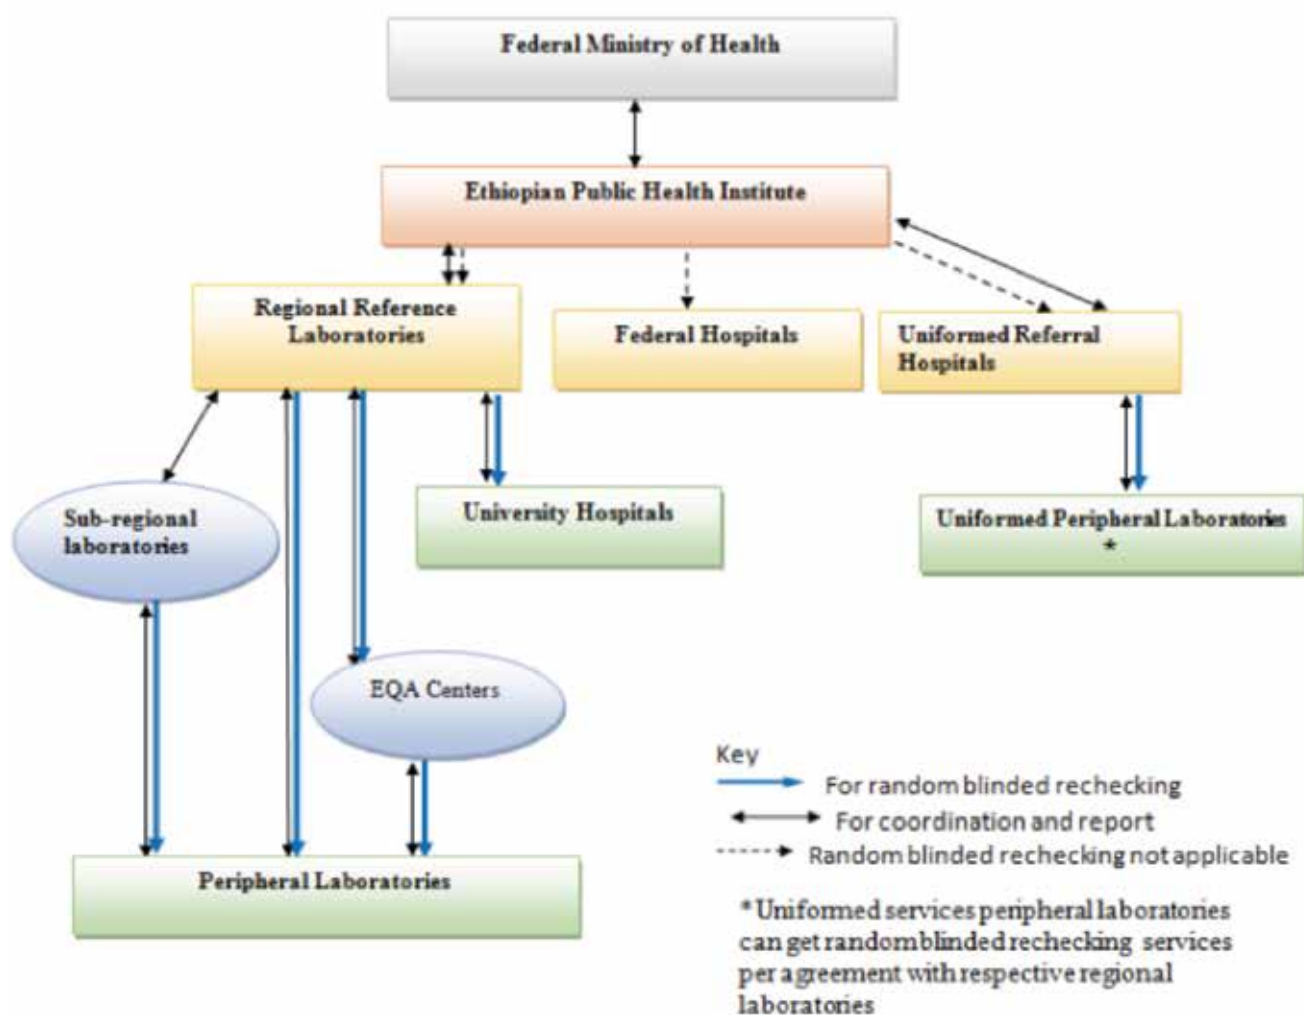 Federal Ministry of Health
Ethiopian Public Health Institute
Regional Reference
Laboratories
Federal Hospitals
Uniformed Referral
Hospitals
Sub-regional
laboratories
University Hospitals
Uniformed Peripheral Laboratories
*
EQA Centers
Peripheral Laboratories
Key
For random blinded rechecking
For coordination and report
Random blinded rechecking not applicable
*Uniformed services peripheral laboratories
can get randomblinded rechecking services
per agreement with respective regional
laboratories